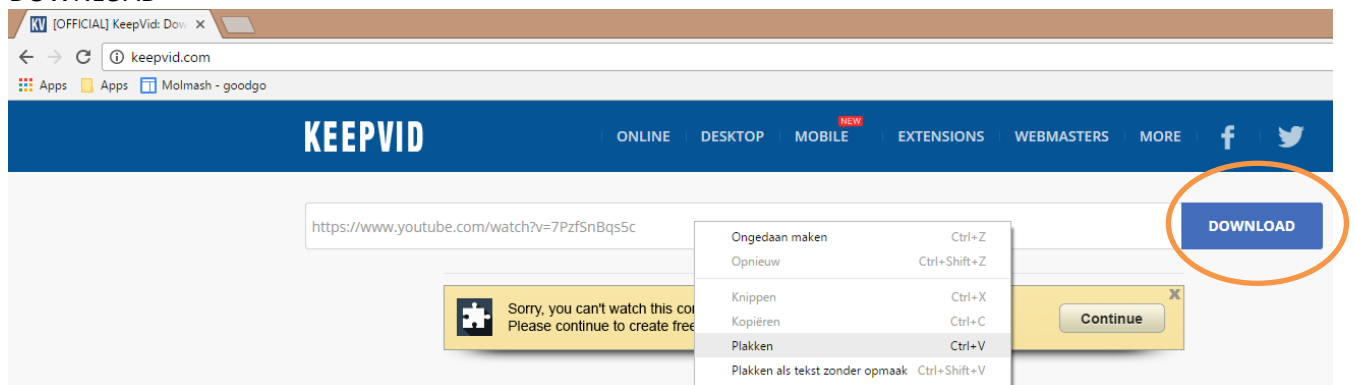 DOWNLOAD
KV [OFFICIAL] KeepVid: Dow ×
keepvid.com
Apps Apps Molmash - goodgo
KEEPVID ONLINE DESKTOP MOBILE NEW EXTENSIONS WEBMASTERS MORE f
https://www.youtube.com/watch?v=7PzfSnBqs5c DOWNLOAD
Ongedaan maken Ctrl+Z
Opnieuw Ctrl+Shift+Z
Knippen Ctrl+X
Kopiëren Ctrl+C
Plakken Ctrl+V
Plakken als tekst zonder opmaak Ctrl+Shift+V
Sorry, you can't watch this co
Please continue to create free
Continue
X